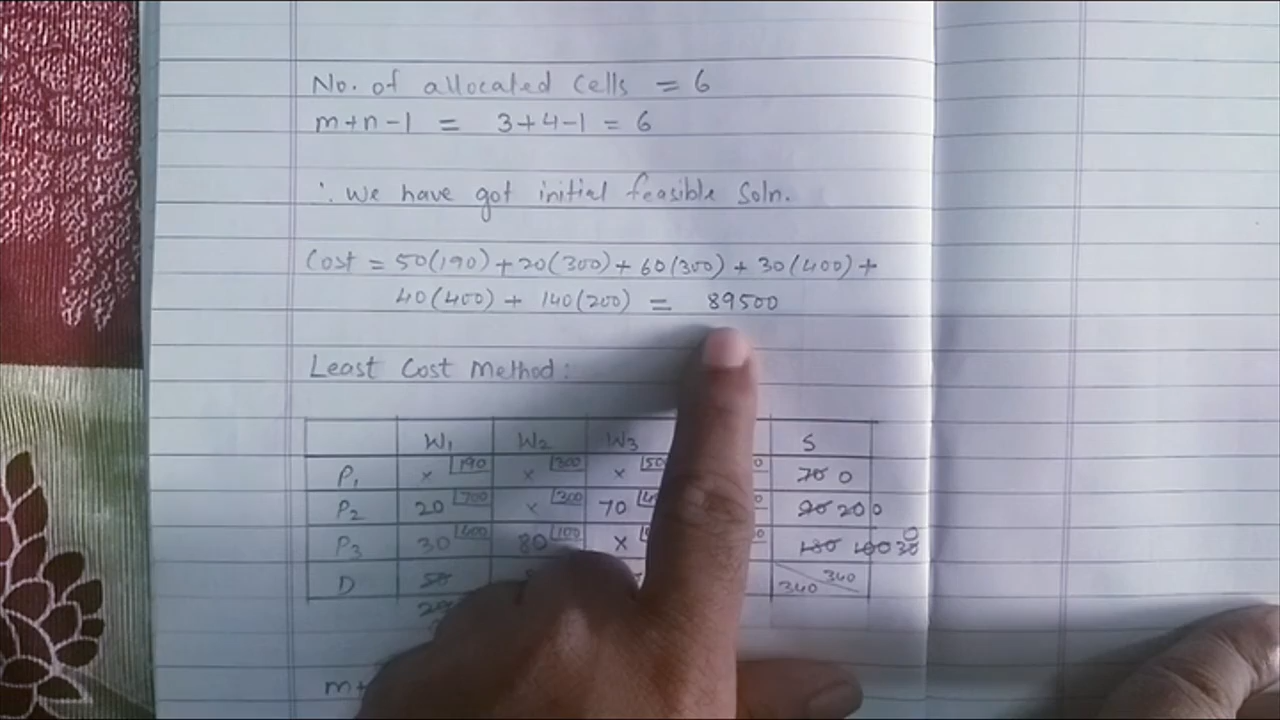 No. of allocated cells = 6
m+n-1 = 3+4-1 = 6
∴ we have got initial feasible soln.
Cost = 50(190) + 20(300) + 60(300) + 30(400) +
40(400) + 140(200) = 89500
Least Cost Method:
W1 W2 W3 S
P1 × 190 × 300 × 70 0
P2 20 700 × 300 70 90 20 0
P3 30 400 80 100 × 180 100 30 0
D 50 340 340
20
m+